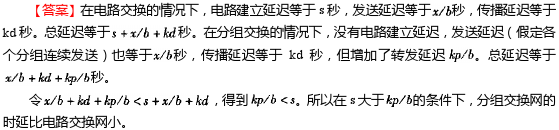 【答案】在电路交换的情况下，电路建立延迟等于 s 秒，发送延迟等于 x/b 秒，传播延迟等于
kd 秒。总延迟等于 s + x/b + kd 秒。在分组交换的情况下，没有电路建立延迟，发送延迟（假定各
个分组连续发送）也等于 x/b 秒，传播延迟等于 kd 秒，但增加了转发延迟 kp/b。总延迟等于
x/b + kd + kp/b 秒。
令 x/b + kd + kp/b < s + x/b + kd，得到 kp/b < s。所以在 s 大于 kp/b 的条件下，分组交换网的
时延比电路交换网小。